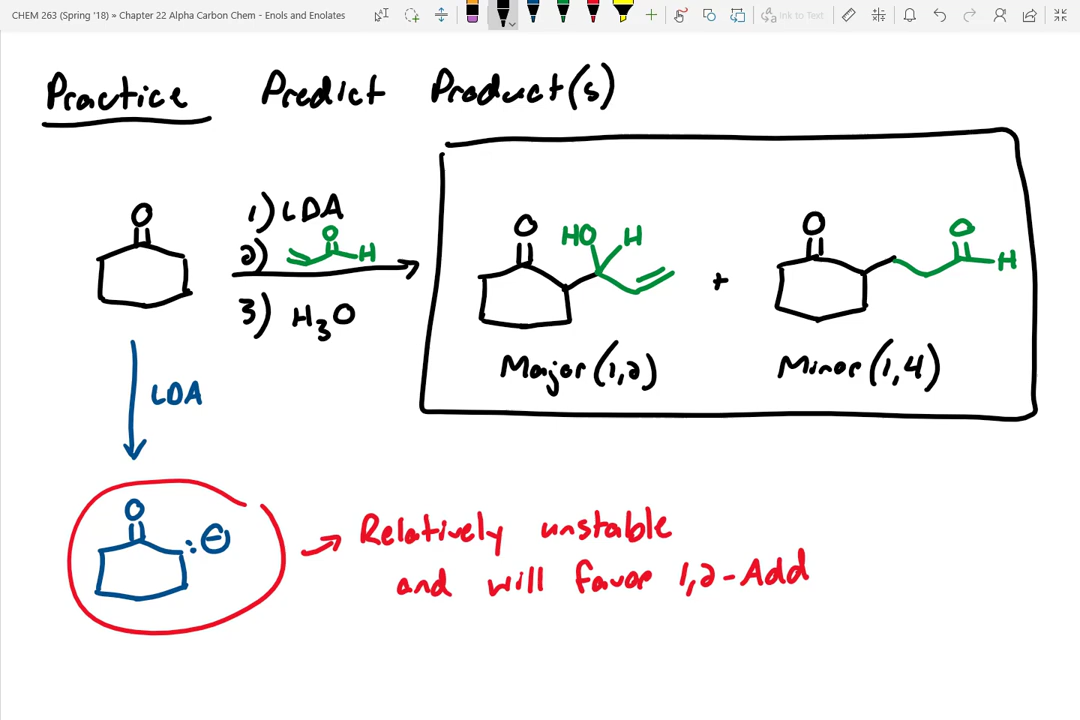 CHEM 263 (Spring '18) » Chapter 22 Alpha Carbon Chem - Enols and Enolates
Ink to Text
Practice Predict Product(s)
O
1) LDA
2) O H
3) H3O
O HO H
+
O O H
Major (1,2)
Minor (1,4)
LDA
O :⊖
→ Relatively unstable
and will favor 1,2-Add